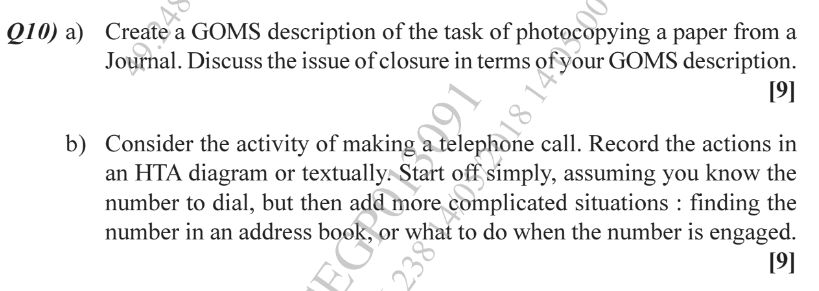 Q10) a) Create a GOMS description of the task of photocopying a paper from a
Journal. Discuss the issue of closure in terms of your GOMS description.
[9]
b) Consider the activity of making a telephone call. Record the actions in
an HTA diagram or textually. Start off simply, assuming you know the
number to dial, but then add more complicated situations : finding the
number in an address book, or what to do when the number is engaged.
[9]